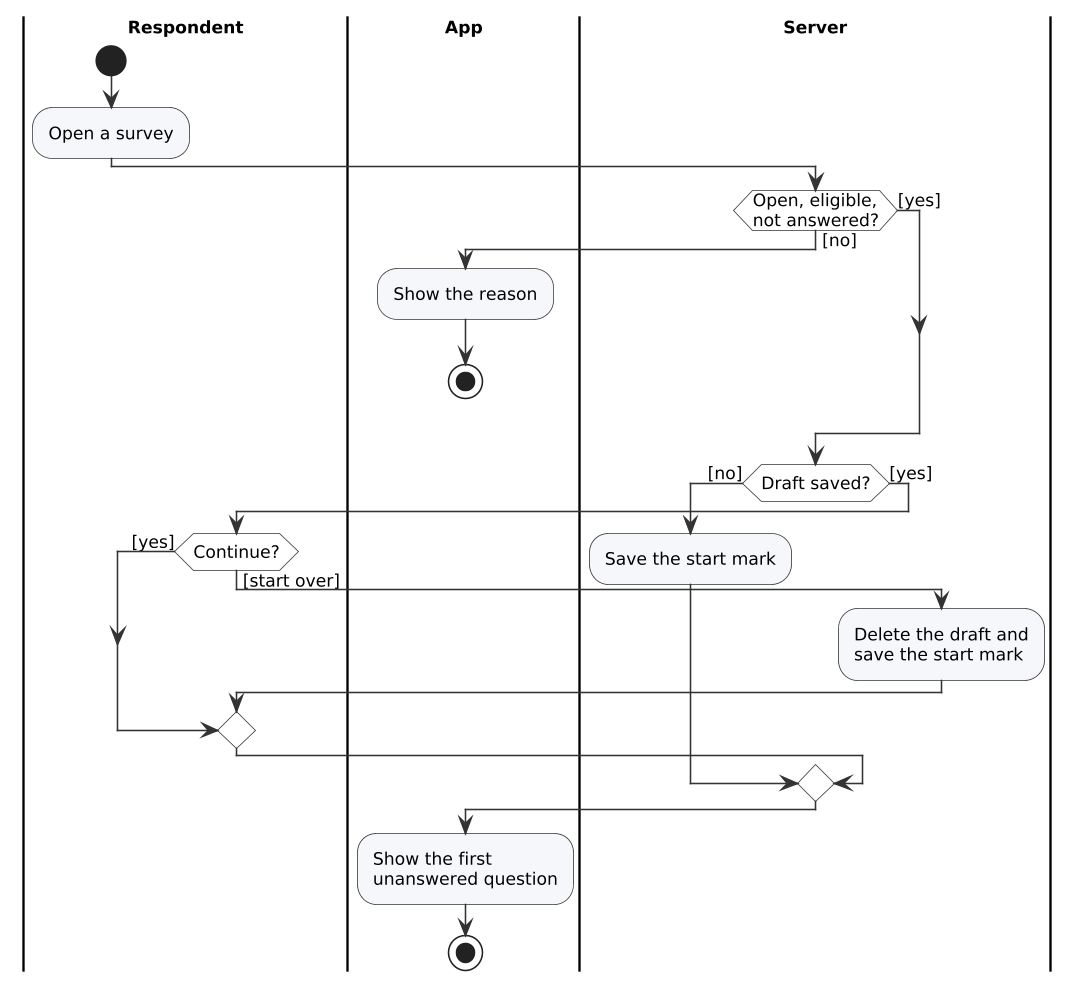 Respondent
App
Server
Open a survey
Open, eligible,
not answered?
[yes]
[no]
Show the reason
Draft saved?
[no]
[yes]
Continue?
[yes]
[start over]
Save the start mark
Delete the draft and
save the start mark
Show the first
unanswered question